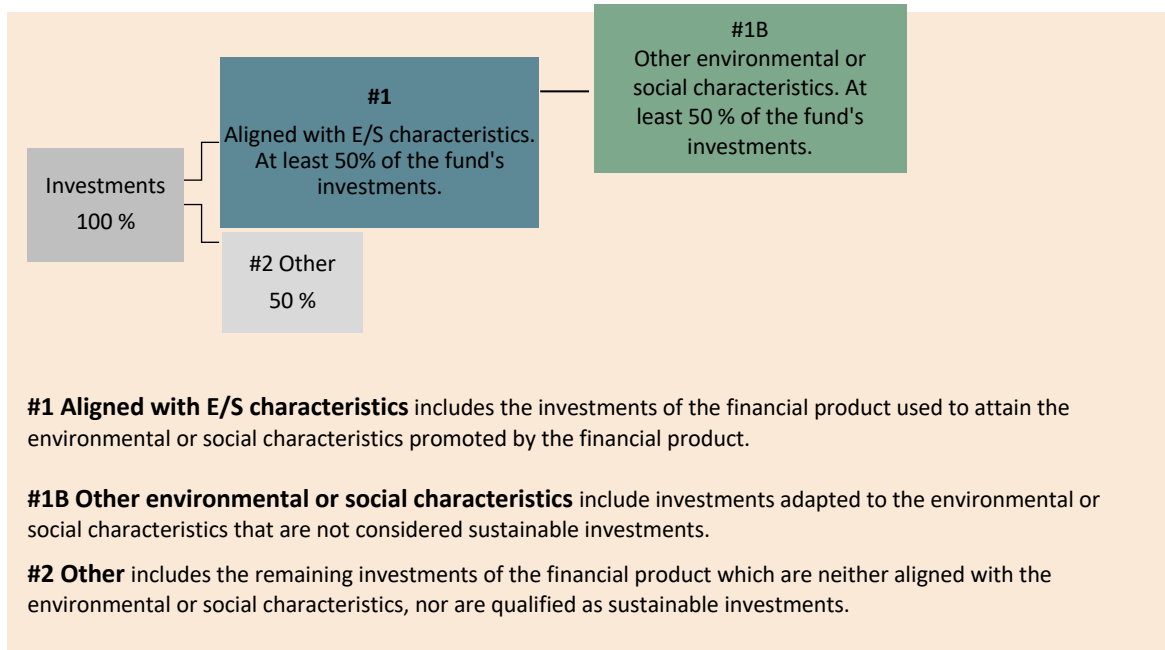 #1B
Other environmental or
social characteristics. At
least 50 % of the fund's
investments.
#1
Aligned with E/S characteristics.
At least 50% of the fund's
investments.
Investments
100 %
#2 Other
50 %
#1 Aligned with E/S characteristics includes the investments of the financial product used to attain the
environmental or social characteristics promoted by the financial product.
#1B Other environmental or social characteristics include investments adapted to the environmental or
social characteristics that are not considered sustainable investments.
#2 Other includes the remaining investments of the financial product which are neither aligned with the
environmental or social characteristics, nor are qualified as sustainable investments.